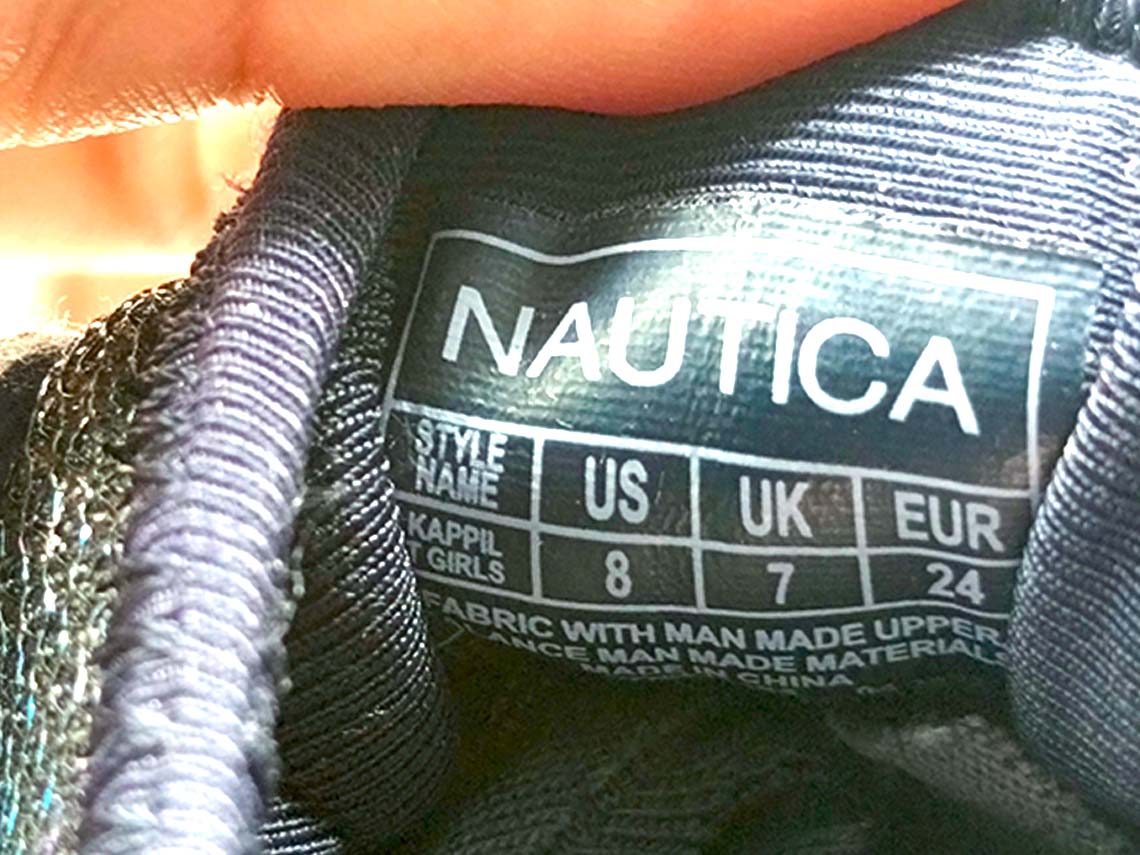 NAUTICA
STYLE NAME US UK EUR
KAPPIL T GIRLS 8 7 24
FABRIC WITH MAN MADE UPPER
MAN MADE MATERIALS
MADE IN CHINA